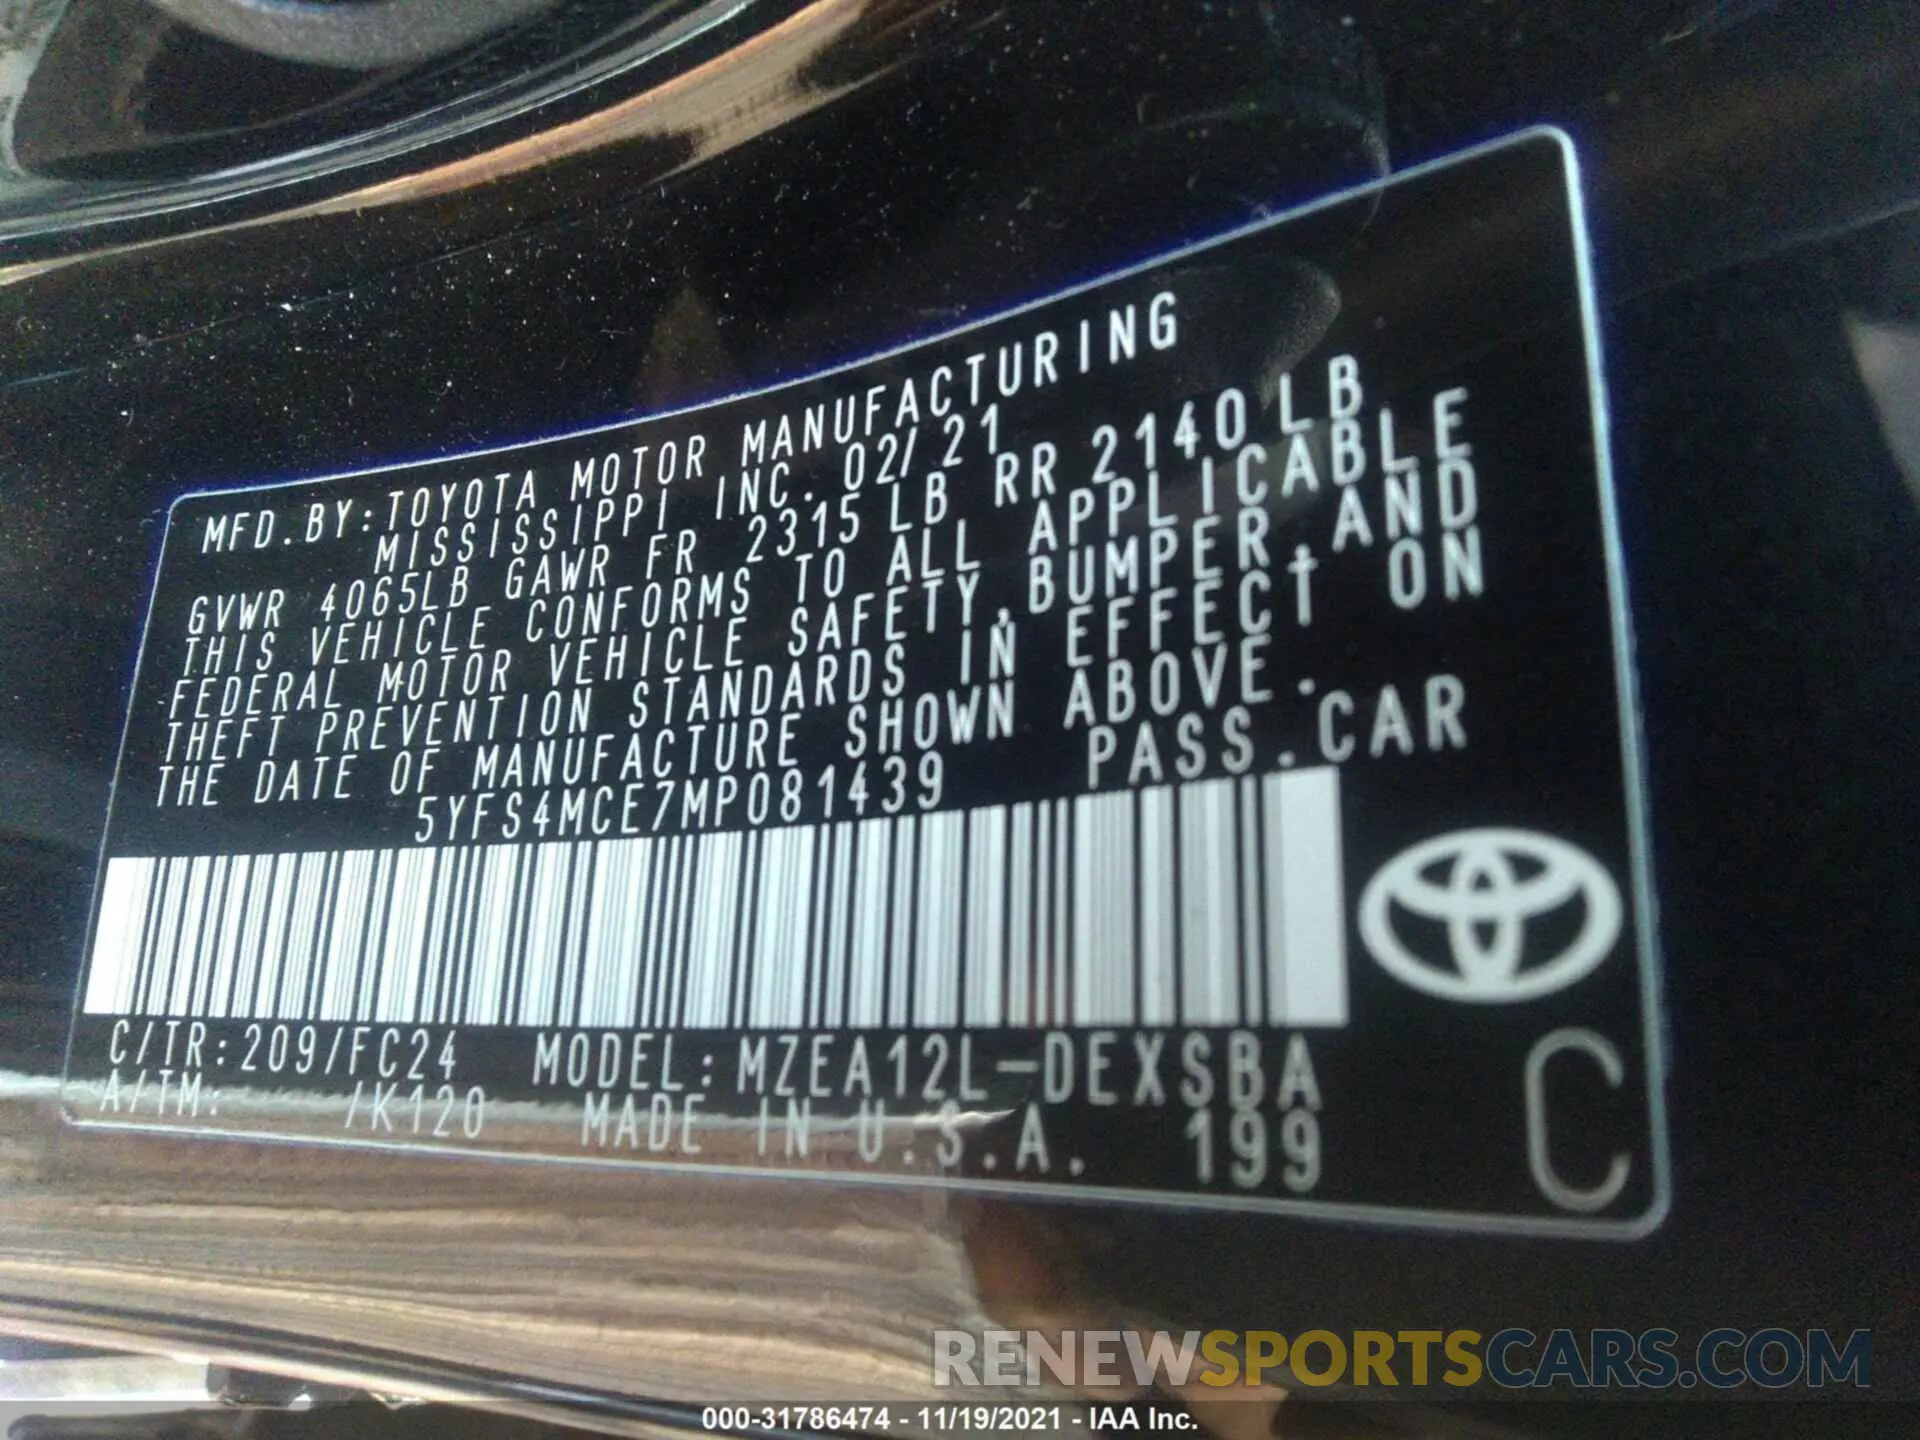 MFD.BY:TOYOTA MOTOR MANUFACTURING
MISSISSIPPI INC. 02/21
GVWR 4065LB GAWR FR 2315LB RR 2140LB
THIS VEHICLE CONFORMS TO ALL APPLICABLE
FEDERAL MOTOR VEHICLE SAFETY,BUMPER,AND
THEFT PREVENTION STANDARDS IN EFFECT ON
THE DATE OF MANUFACTURE SHOWN ABOVE.
5YFS4MCE7MP081439 PASS.CAR
C/TR:209/FC24 MODEL:MZEA12L-DEXSBA
A/TM: /K120 MADE IN U.S.A. 199
C
RENEWSPORTSCARS.COM
000-31786474 - 11/19/2021 - IAA Inc.